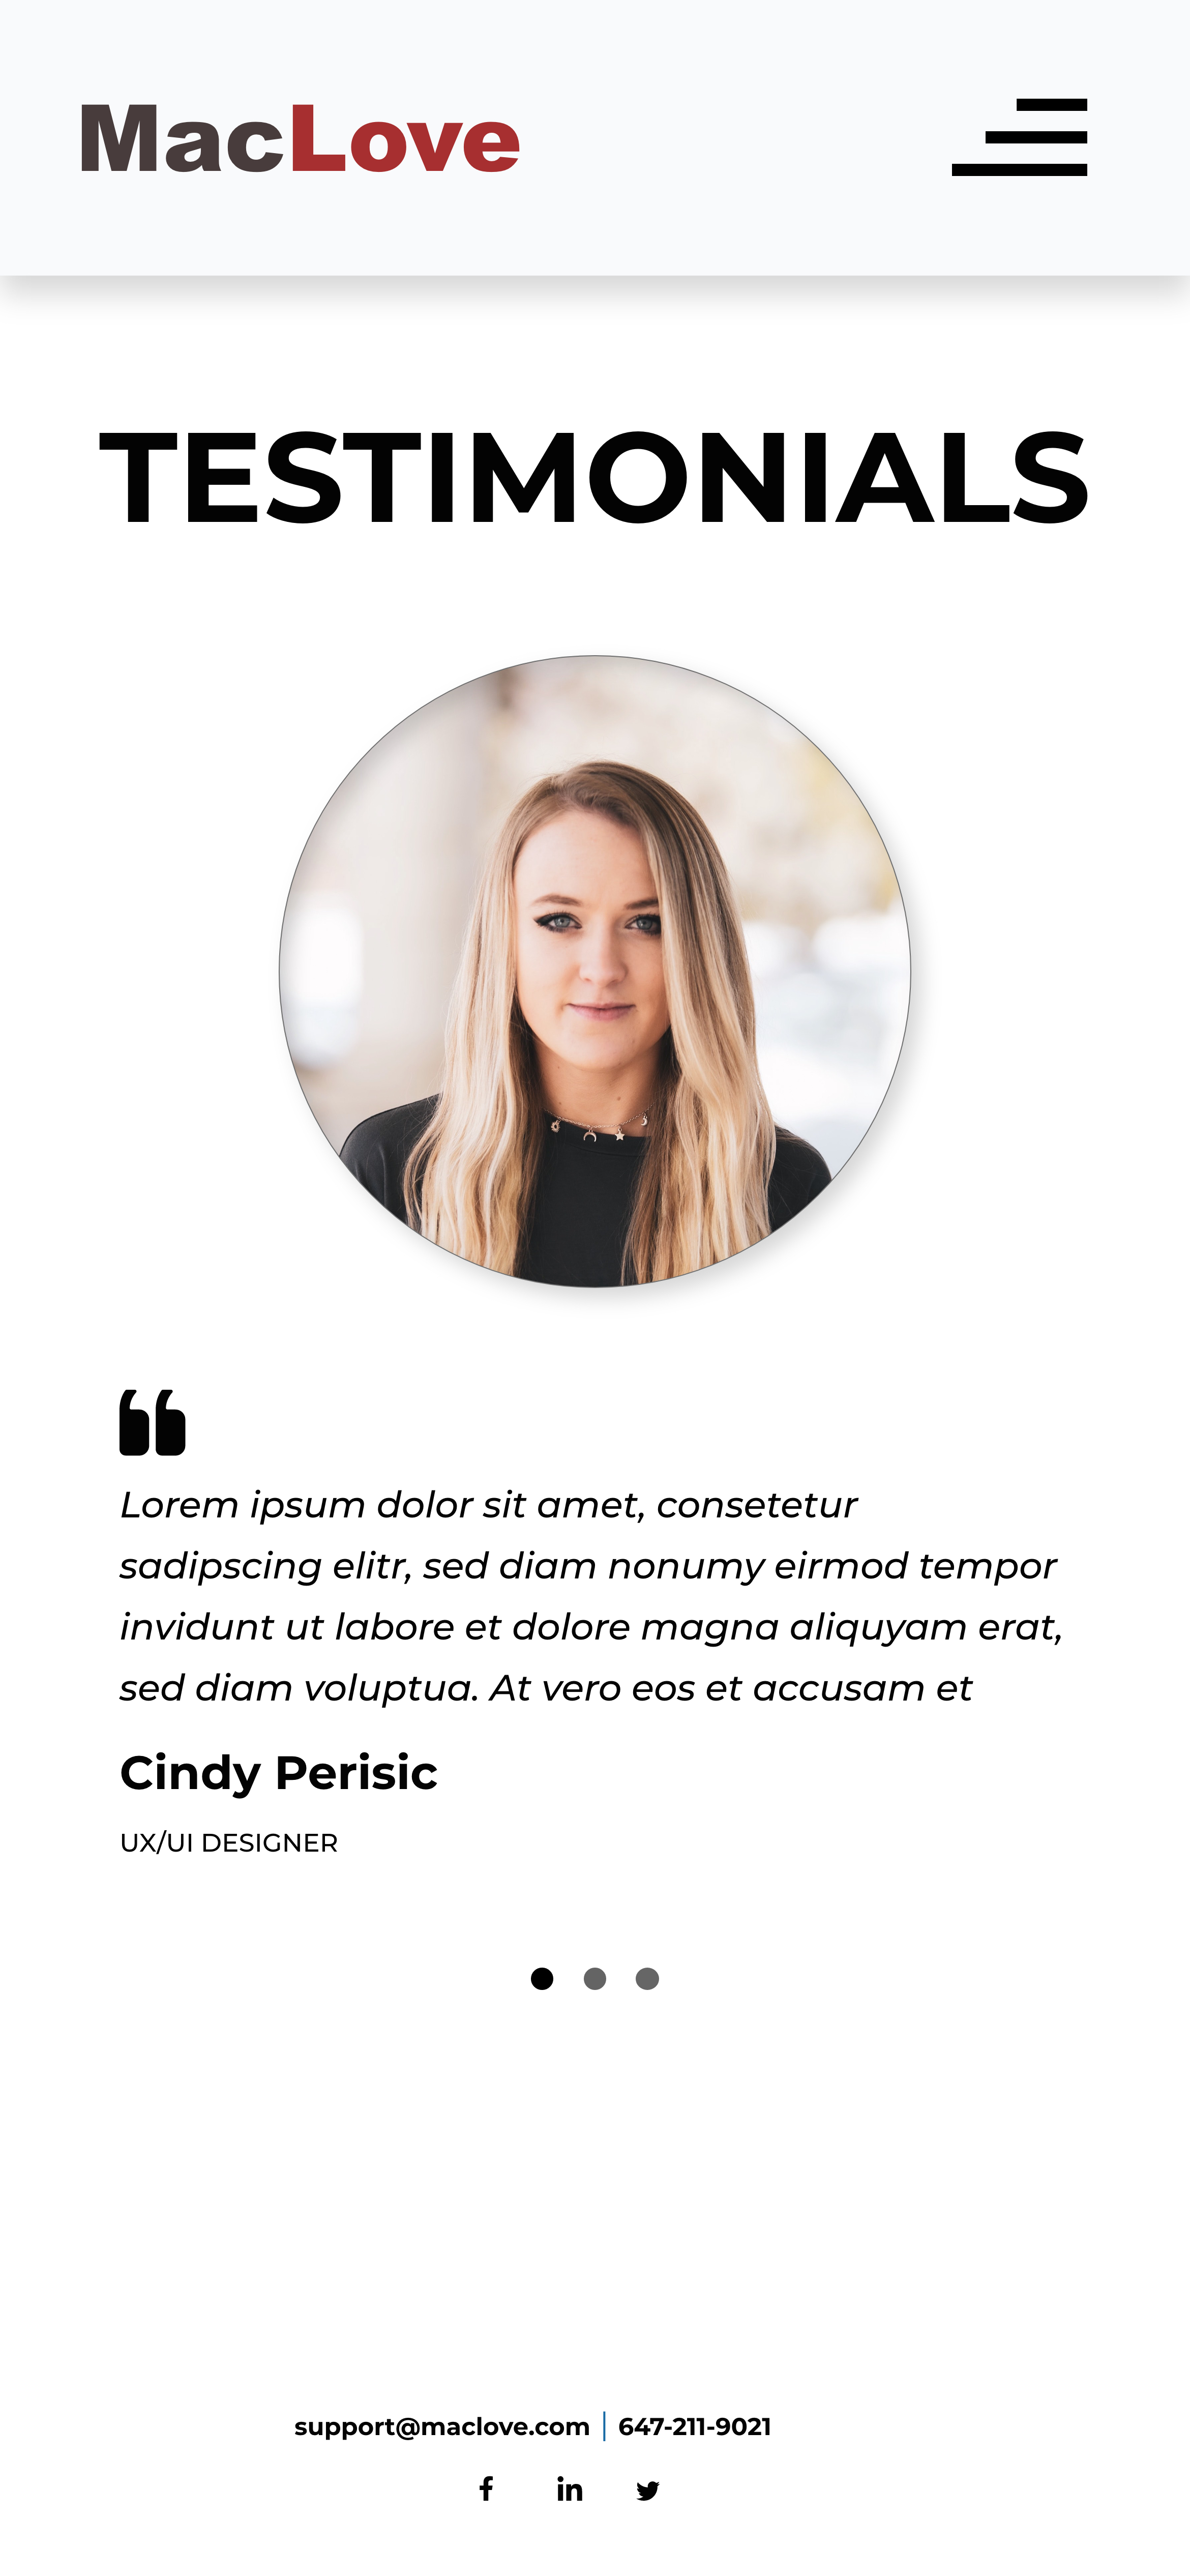 MacLove
TESTIMONIALS
Lorem ipsum dolor sit amet, consetetur
sadipscing elitr, sed diam nonumy eirmod tempor
invidunt ut labore et dolore magna aliquyam erat,
sed diam voluptua. At vero eos et accusam et
Cindy Perisic
UX/UI DESIGNER
support@maclove.com | 647-211-9021